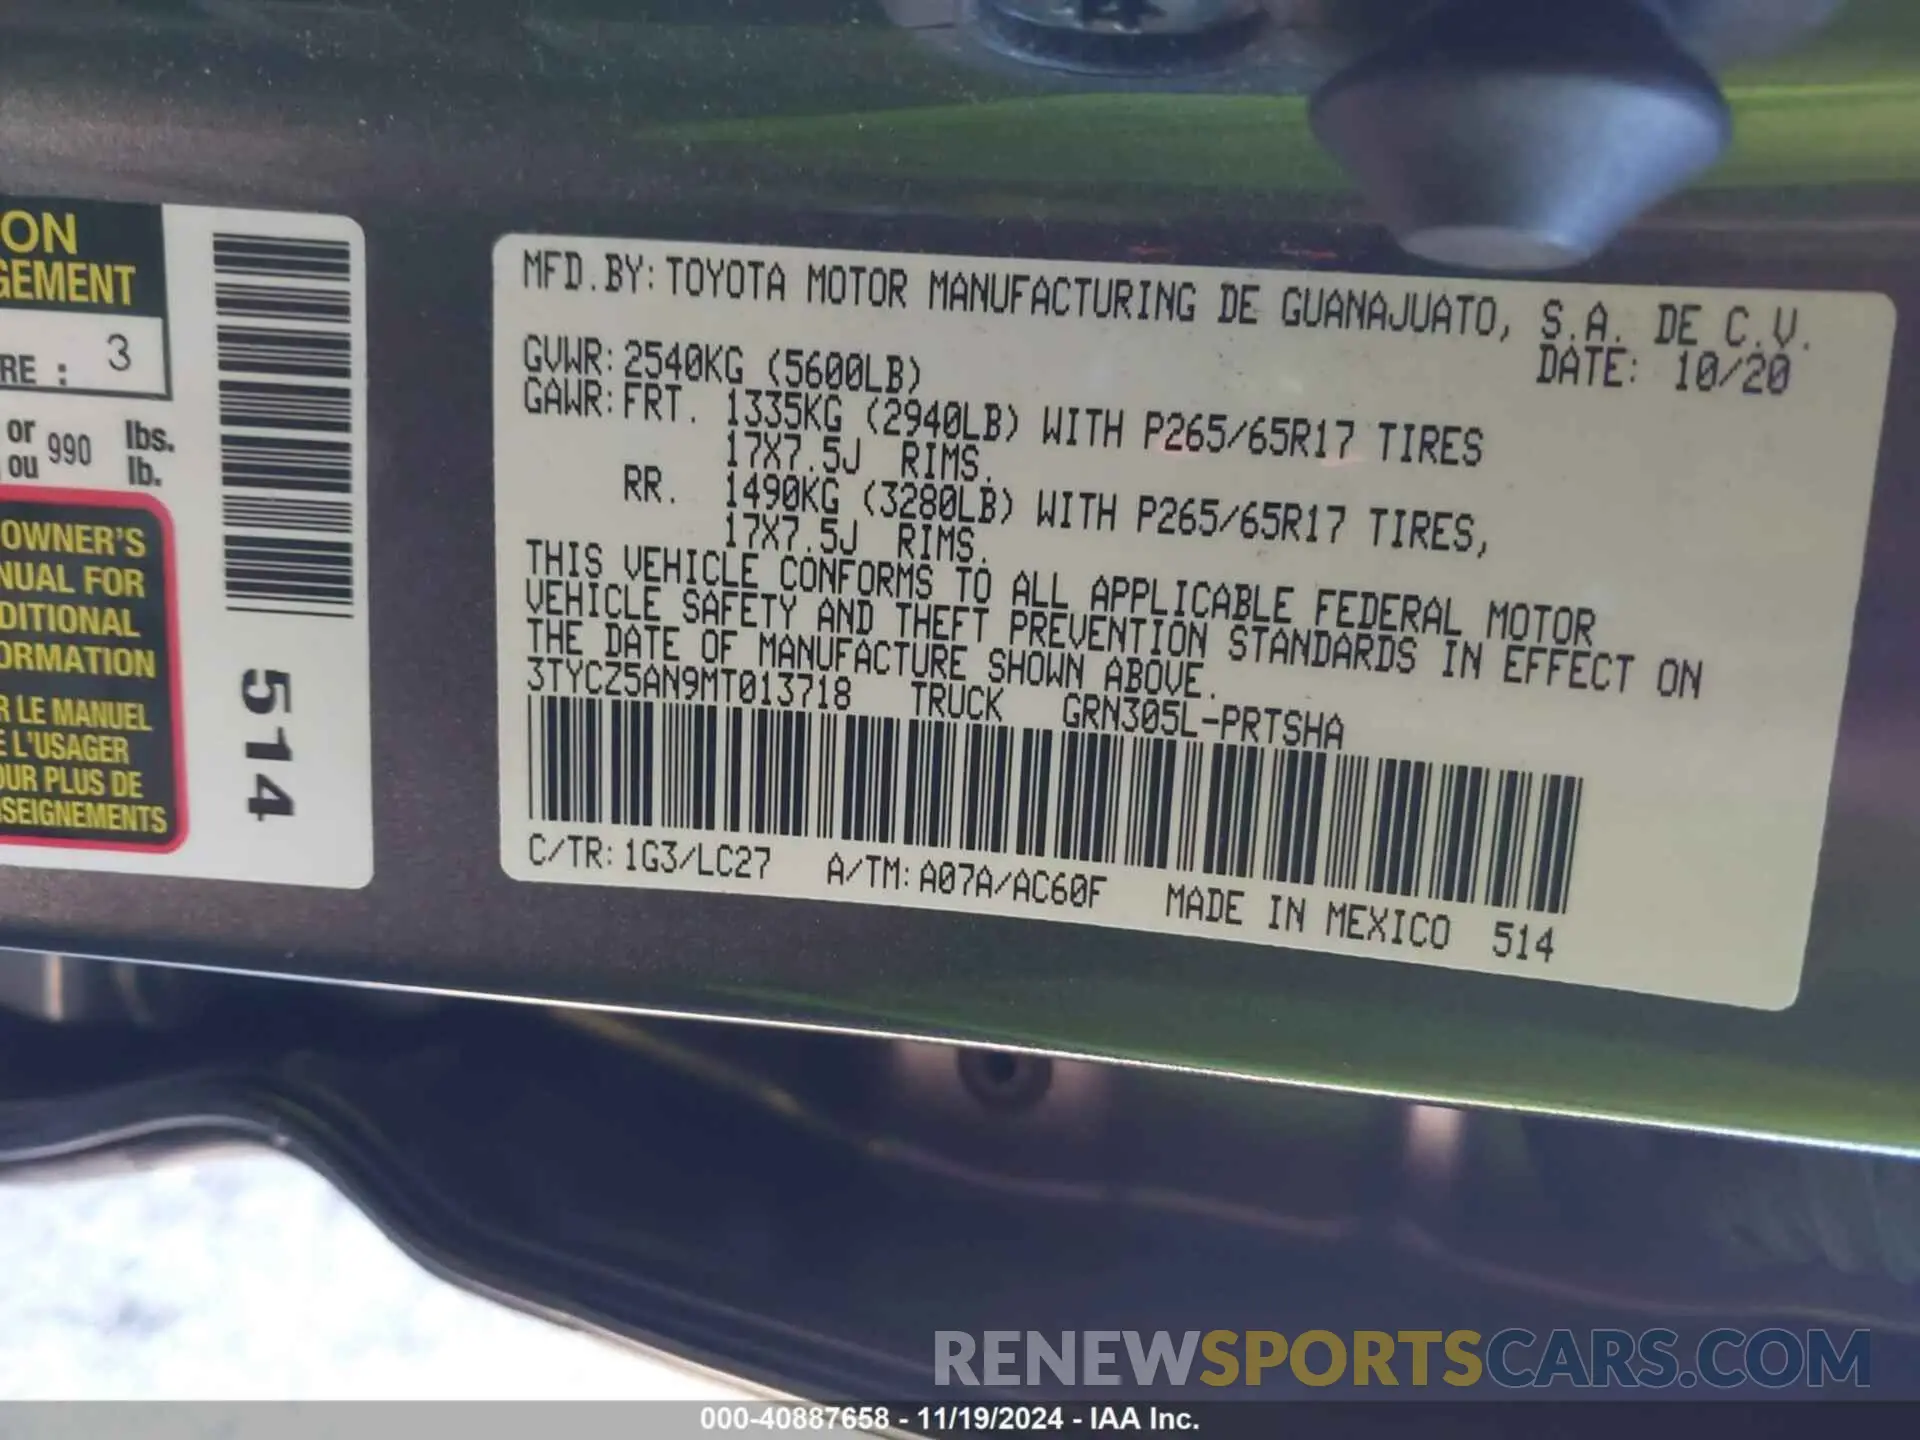 ON
GEMENT
RE : 3
or 990 lbs.
ou lb.
OWNER'S
NUAL FOR
DITIONAL
ORMATION
R LE MANUEL
E L'USAGER
OUR PLUS DE
SEIGNEMENTS
514
MFD.BY:TOYOTA MOTOR MANUFACTURING DE GUANAJUATO, S.A. DE C.V.
GVWR:2540KG (5600LB) DATE: 10/20
GAWR:FRT. 1335KG (2940LB) WITH P265/65R17 TIRES
17X7.5J RIMS.
RR. 1490KG (3280LB) WITH P265/65R17 TIRES,
17X7.5J RIMS.
THIS VEHICLE CONFORMS TO ALL APPLICABLE FEDERAL MOTOR
VEHICLE SAFETY AND THEFT PREVENTION STANDARDS IN EFFECT ON
THE DATE OF MANUFACTURE SHOWN ABOVE.
3TYCZ5AN9MT013718 TRUCK GRN305L-PRTSHA
C/TR:1G3/LC27 A/TM:A07A/AC60F MADE IN MEXICO 514
RENEWSPORTSCARS.COM
000-40887658 - 11/19/2024 - IAA Inc.